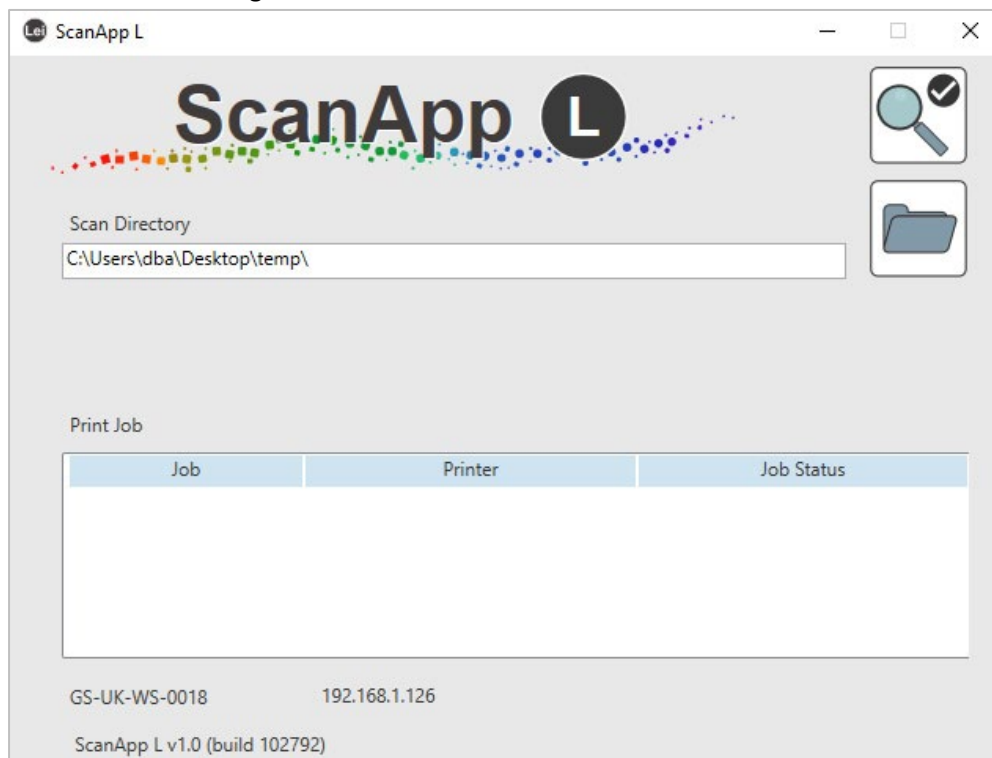 Lei ScanApp L
ScanApp L
Scan Directory
C:\Users\dba\Desktop\temp\
Print Job
Job Printer Job Status
GS-UK-WS-0018 192.168.1.126
ScanApp L v1.0 (build 102792)